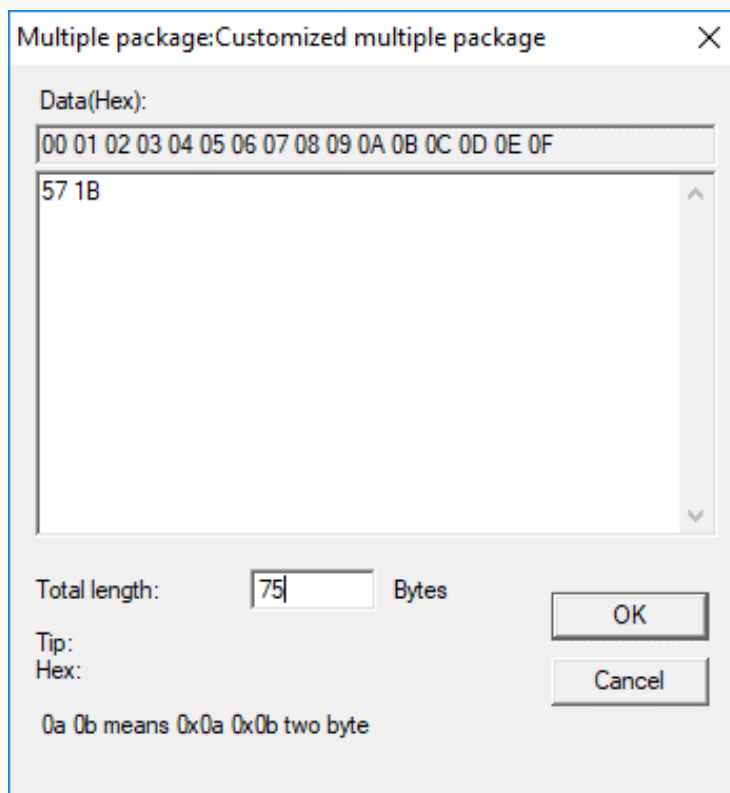 Multiple package:Customized multiple package
Data(Hex):
00 01 02 03 04 05 06 07 08 09 0A 0B 0C 0D 0E 0F
57 1B
Total length: 75 Bytes
OK
Tip:
Hex:
Cancel
0a 0b means 0x0a 0x0b two byte